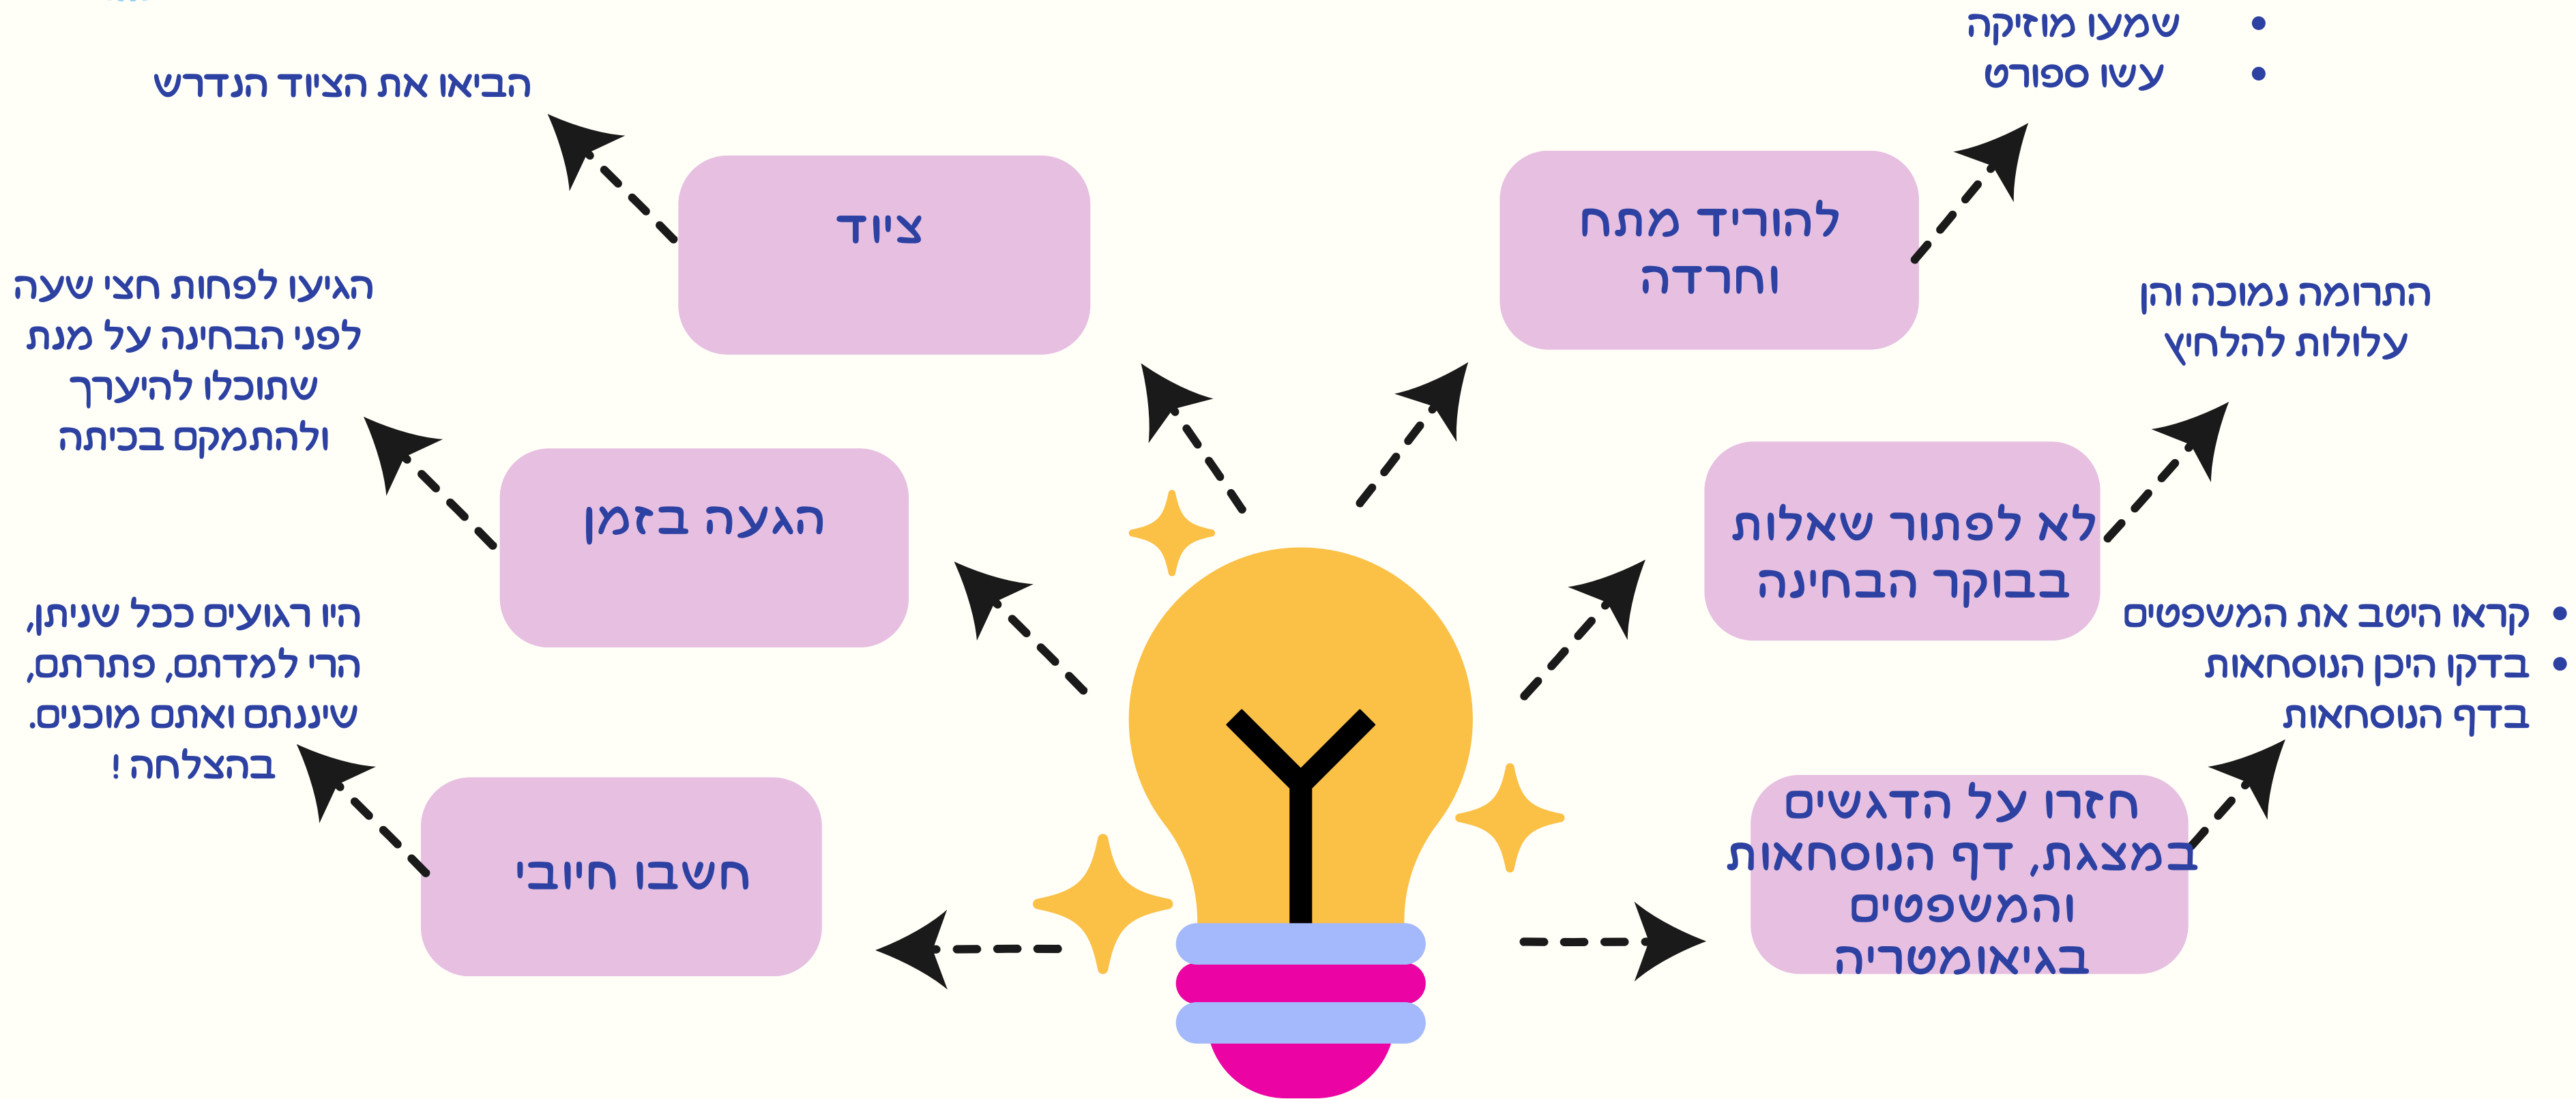 שמעו מוזיקה
עשו ספורט
להוריד מתח
וחרדה
התרומה נמוכה והן
עלולות להלחיץ
לא לפתור שאלות
בבוקר הבחינה
• קראו היטב את המשפטים
• בדקו היכן הנוסחאות
בדף הנוסחאות
חזרו על הדגשים
במצגת, דף הנוסחאות
והמשפטים
בגיאומטריה
הביאו את הציוד הנדרש
ציוד
הגיעו לפחות חצי שעה
לפני הבחינה על מנת
שתוכלו להיערך
ולהתמקם בכיתה
הגעה בזמן
היו רגועים ככל שניתן,
הרי למדתם, פתרתם,
שיננתם ואתם מוכנים.
בהצלחה !
חשבו חיובי